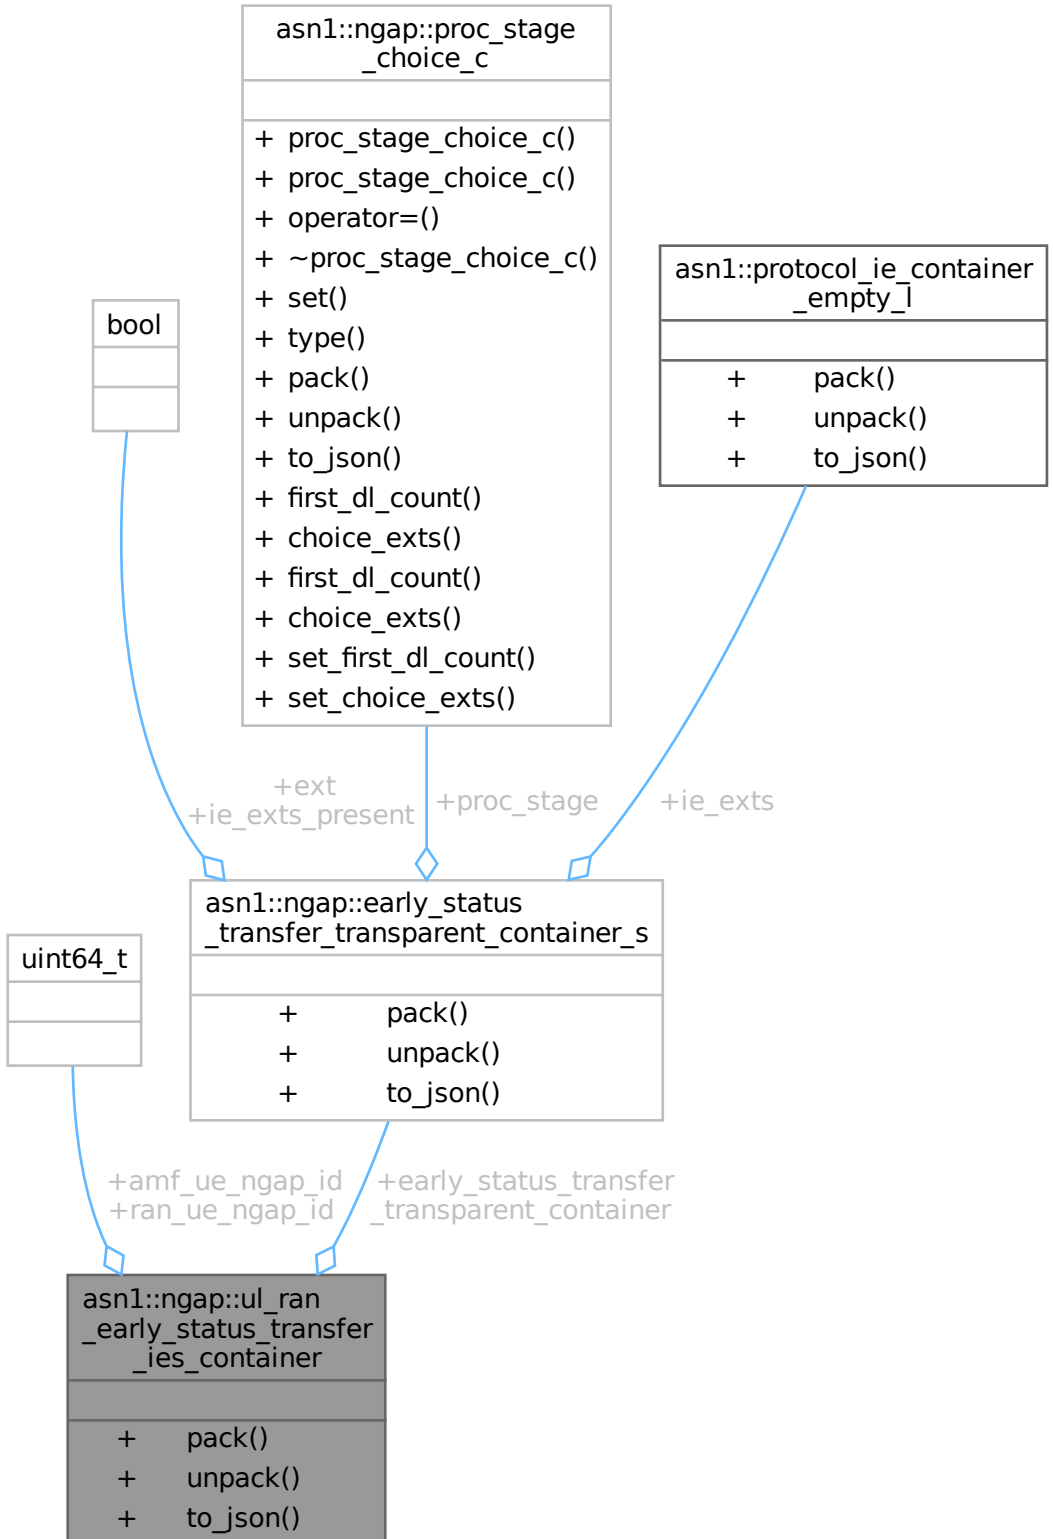 asn1::ngap::proc_stage
_choice_c
+ proc_stage_choice_c()
+ proc_stage_choice_c()
+ operator=()
+ ~proc_stage_choice_c()
+ set()
+ type()
+ pack()
+ unpack()
+ to_json()
+ first_dl_count()
+ choice_exts()
+ first_dl_count()
+ choice_exts()
+ set_first_dl_count()
+ set_choice_exts()
asn1::protocol_ie_container
_empty_l
+ pack()
+ unpack()
+ to_json()
bool
+ext
+ie_exts_present
+proc_stage
+ie_exts
asn1::ngap::early_status
_transfer_transparent_container_s
+ pack()
+ unpack()
+ to_json()
uint64_t
+amf_ue_ngap_id
+ran_ue_ngap_id
+early_status_transfer
_transparent_container
asn1::ngap::ul_ran
_early_status_transfer
_ies_container
+ pack()
+ unpack()
+ to_json()